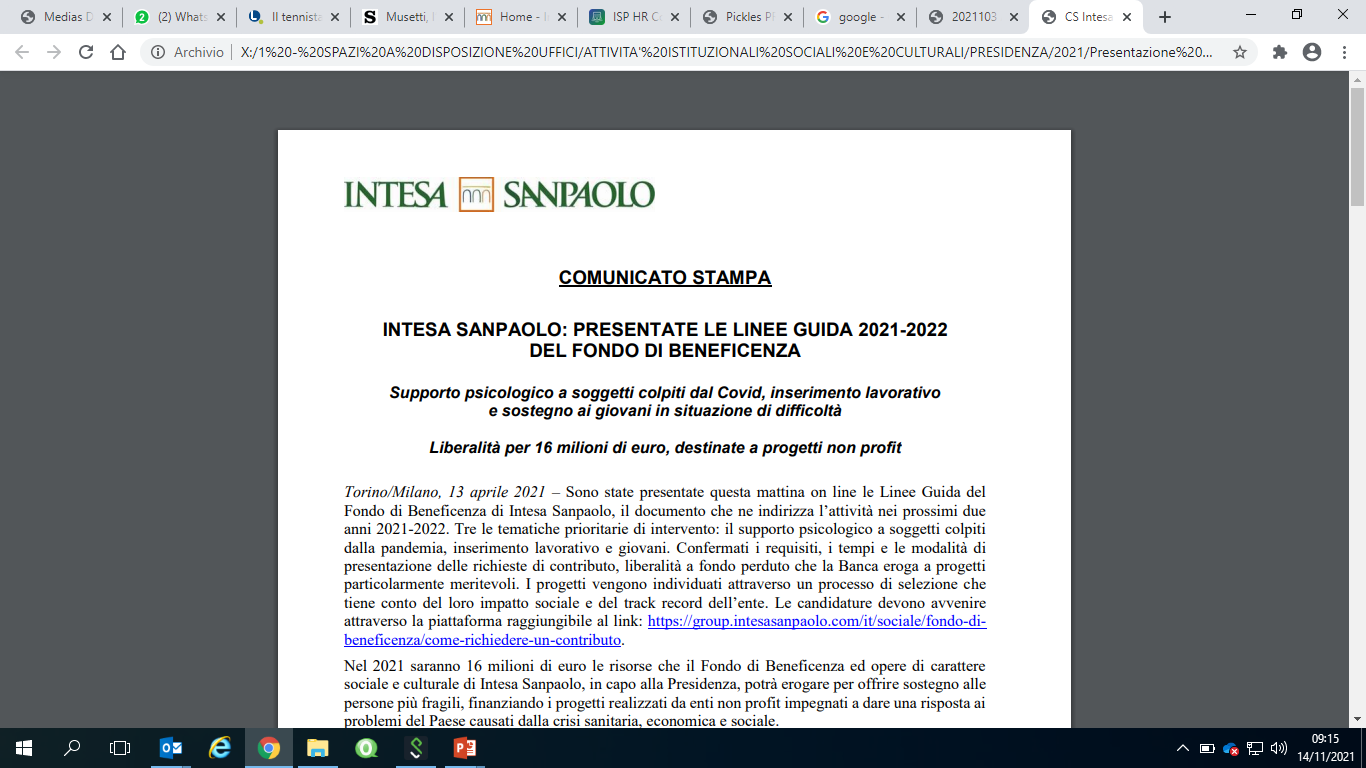 Medias D
(2) Whats
Il tennista
Musetti,
Home - I
ISP HR C
Pickles P
google -
2021103
CS Intesa
Archivio
X:/1%20-%20SPAZI%20A%20DISPOSIZIONE%20UFFICI/ATTIVITA'%20ISTITUZIONALI%20SOCIALI%20E%20CULTURALI/PRESIDENZA/2021/Presentazione%20...
INTESA SANPAOLO
COMUNICATO STAMPA
INTESA SANPAOLO: PRESENTATE LE LINEE GUIDA 2021-2022
DEL FONDO DI BENEFICENZA
Supporto psicologico a soggetti colpiti dal Covid, inserimento lavorativo
e sostegno ai giovani in situazione di difficoltà
Liberalità per 16 milioni di euro, destinate a progetti non profit
Torino/Milano, 13 aprile 2021 – Sono state presentate questa mattina on line le Linee Guida del
Fondo di Beneficenza di Intesa Sanpaolo, il documento che ne indirizza l'attività nei prossimi due
anni 2021-2022. Tre le tematiche prioritarie di intervento: il supporto psicologico a soggetti colpiti
dalla pandemia, inserimento lavorativo e giovani. Confermati i requisiti, i tempi e le modalità di
presentazione delle richieste di contributo, liberalità a fondo perduto che la Banca eroga a progetti
particolarmente meritevoli. I progetti vengono individuati attraverso un processo di selezione che
tiene conto del loro impatto sociale e del track record dell'ente. Le candidature devono avvenire
attraverso la piattaforma raggiungibile al link: https://group.intesasanpaolo.com/it/sociale/fondo-di-
beneficenza/come-richiedere-un-contributo.
Nel 2021 saranno 16 milioni di euro le risorse che il Fondo di Beneficenza ed opere di carattere
sociale e culturale di Intesa Sanpaolo, in capo alla Presidenza, potrà erogare per offrire sostegno alle
persone più fragili, finanziando i progetti realizzati da enti non profit impegnati a dare una risposta ai
problemi del Paese causati dalla crisi sanitaria, economica e sociale.
09:15
14/11/2021